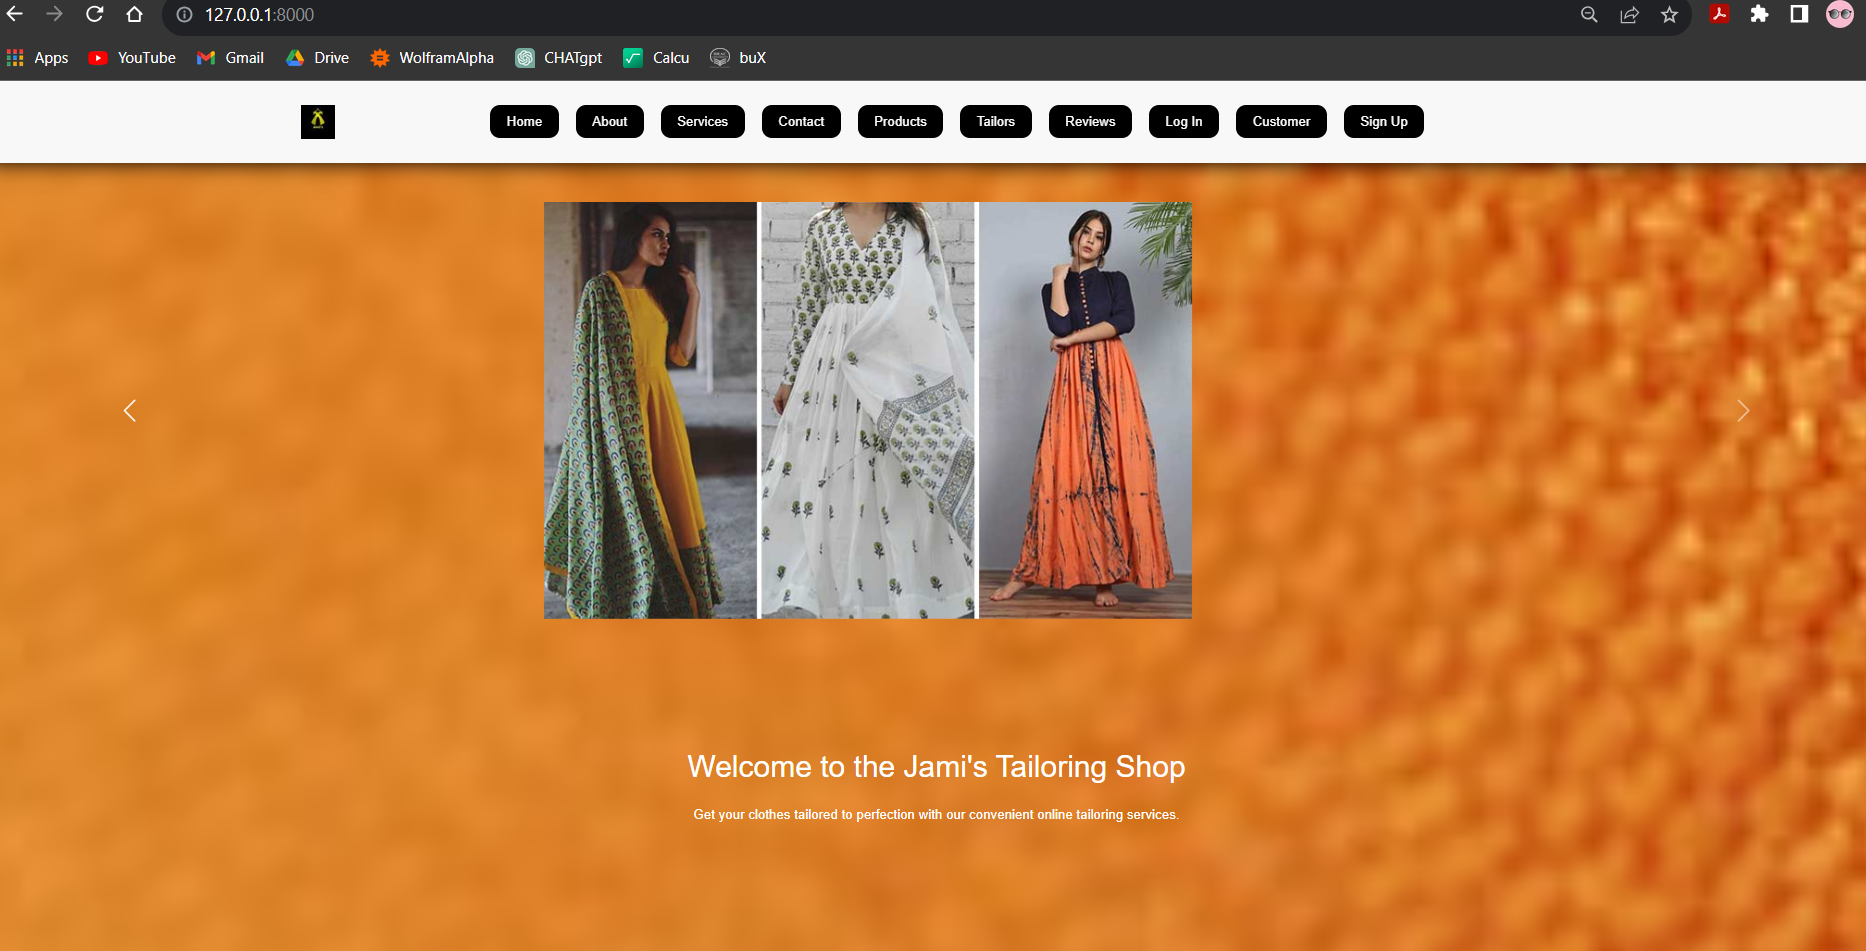 127.0.0.1:8000
Apps YouTube Gmail Drive WolframAlpha CHATgpt Calcu buX
Home About Services Contact Products Tailors Reviews Log In Customer Sign Up
Welcome to the Jami's Tailoring Shop
Get your clothes tailored to perfection with our convenient online tailoring services.